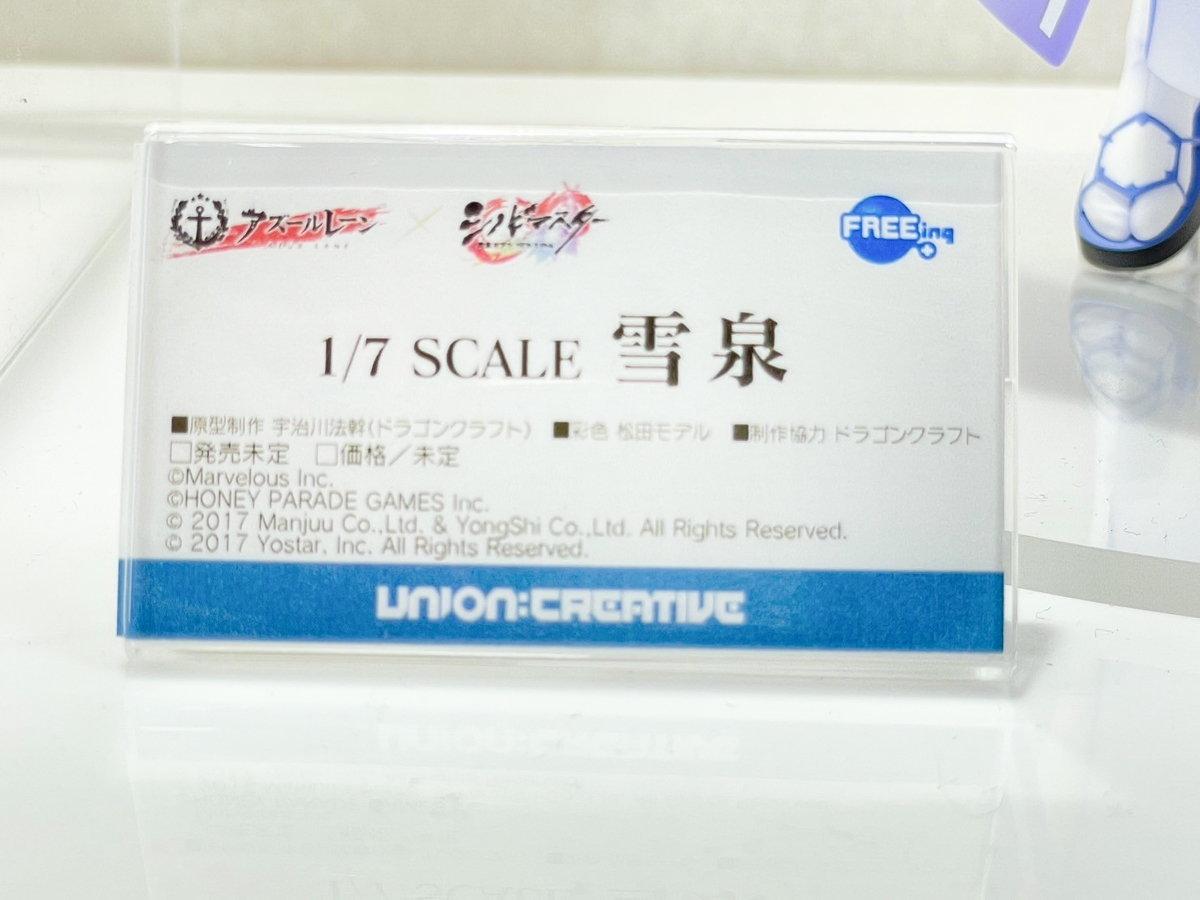 アズールレーン × シノビマスター FREEing
1/7 SCALE 雪泉
■原型制作 宇治川法幹(ドラゴンクラフト) ■彩色 松田モデル ■制作協力 ドラゴンクラフト
□発売未定 □価格／未定
©Marvelous Inc.
©HONEY PARADE GAMES Inc.
© 2017 Manjuu Co.,Ltd. & YongShi Co.,Ltd. All Rights Reserved.
© 2017 Yostar, Inc. All Rights Reserved.
UNION:CREATIVE